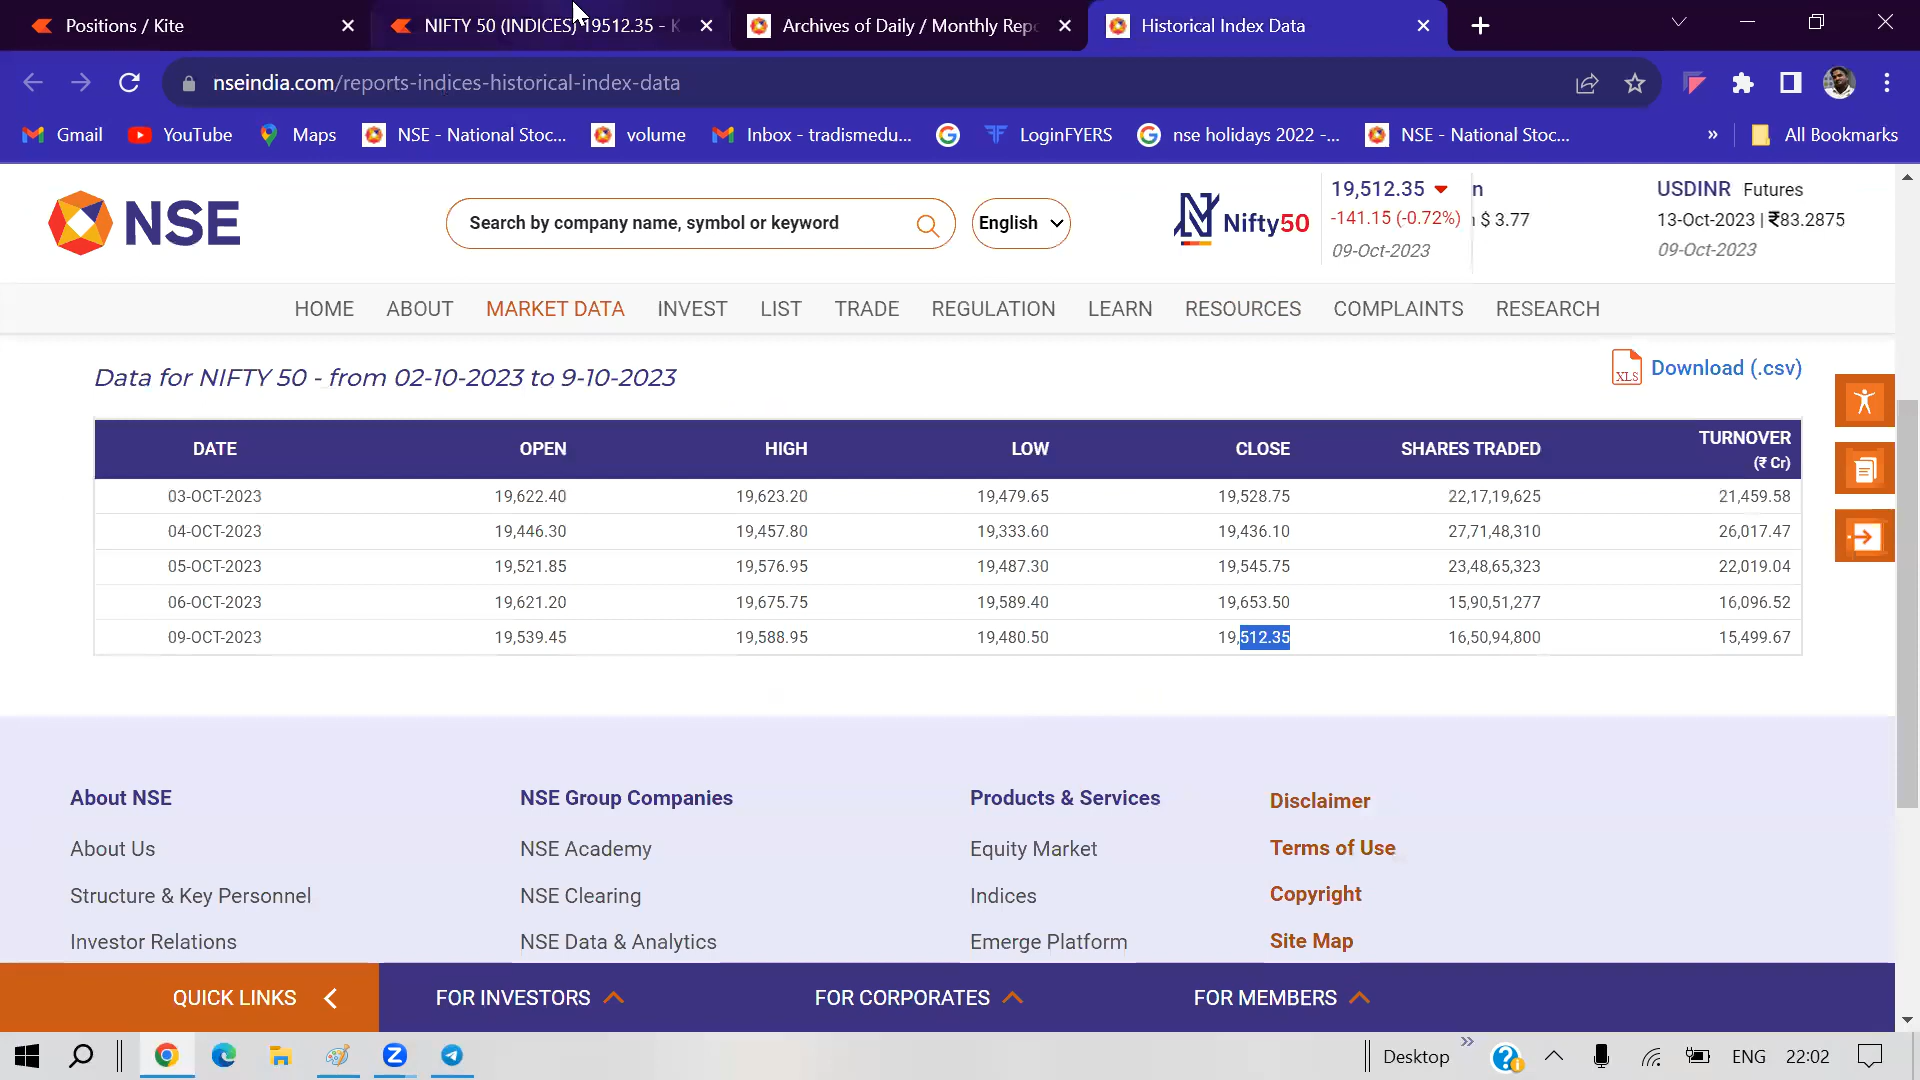 Positions / Kite
NIFTY 50 (INDICES) 19512.35 - K
Archives of Daily / Monthly Repo
Historical Index Data
nseindia.com/reports-indices-historical-index-data
Gmail
YouTube
Maps
NSE - National Stoc...
volume
Inbox - tradismedu...
LoginFYERS
nse holidays 2022 -...
NSE - National Stoc...
»
All Bookmarks
NSE
Search by company name, symbol or keyword
English
Nifty50
19,512.35
-141.15 (-0.72%)
09-Oct-2023
n
$ 3.77
USDINR Futures
13-Oct-2023 | ₹83.2875
09-Oct-2023
HOME ABOUT MARKET DATA INVEST LIST TRADE REGULATION LEARN RESOURCES COMPLAINTS RESEARCH
Data for NIFTY 50 - from 02-10-2023 to 9-10-2023
XLS Download (.csv)
DATE OPEN HIGH LOW CLOSE SHARES TRADED TURNOVER (₹ Cr)
03-OCT-2023 19,622.40 19,623.20 19,479.65 19,528.75 22,17,19,625 21,459.58
04-OCT-2023 19,446.30 19,457.80 19,333.60 19,436.10 27,71,48,310 26,017.47
05-OCT-2023 19,521.85 19,576.95 19,487.30 19,545.75 23,48,65,323 22,019.04
06-OCT-2023 19,621.20 19,675.75 19,589.40 19,653.50 15,90,51,277 16,096.52
09-OCT-2023 19,539.45 19,588.95 19,480.50 19,512.35 16,50,94,800 15,499.67
About NSE
About Us
Structure & Key Personnel
Investor Relations
NSE Group Companies
NSE Academy
NSE Clearing
NSE Data & Analytics
Products & Services
Equity Market
Indices
Emerge Platform
Disclaimer
Terms of Use
Copyright
Site Map
QUICK LINKS
FOR INVESTORS
FOR CORPORATES
FOR MEMBERS
Desktop
»
ENG
22:02